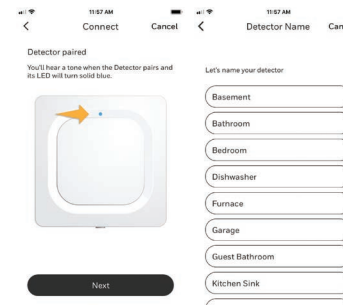 11:57 AM
Connect
Cancel
Detector paired
You'll hear a tone when the Detector pairs and
its LED will turn solid blue.
Next
11:57 AM
Detector Name
Can
Let's name your detector
Basement
Bathroom
Bedroom
Dishwasher
Furnace
Garage
Guest Bathroom
Kitchen Sink